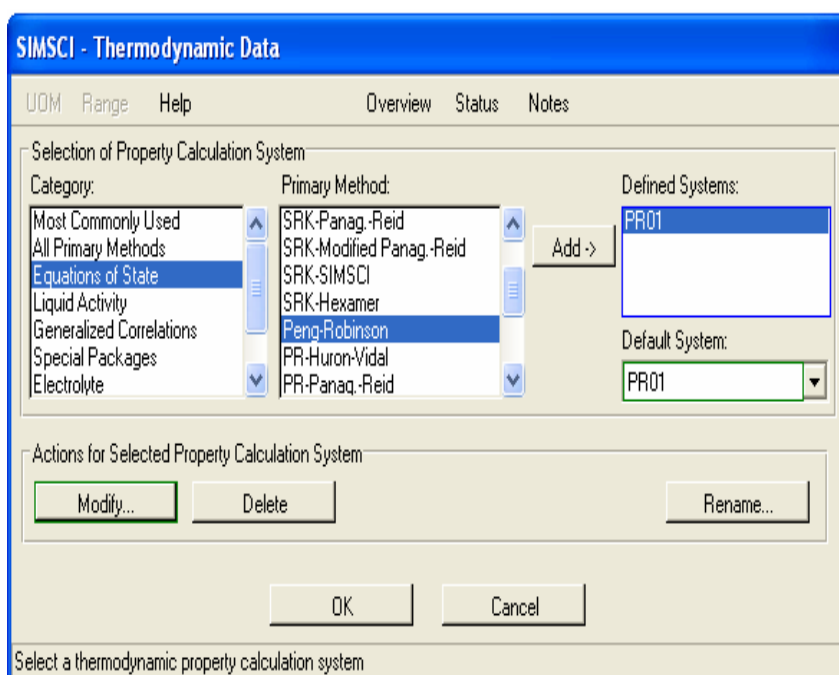 SIMSCI - Thermodynamic Data
UOM Range Help Overview Status Notes
Selection of Property Calculation System
Category:
Most Commonly Used
All Primary Methods
Equations of State
Liquid Activity
Generalized Correlations
Special Packages
Electrolyte
Primary Method:
SRK-Panag.-Reid
SRK-Modified Panag.-Reid
SRK-SIMSCI
SRK-Hexamer
Peng-Robinson
PR-Huron-Vidal
PR-Panag.-Reid
Add ->
Defined Systems:
PR01
Default System:
PR01
Actions for Selected Property Calculation System
Modify... Delete Rename...
OK Cancel
Select a thermodynamic property calculation system